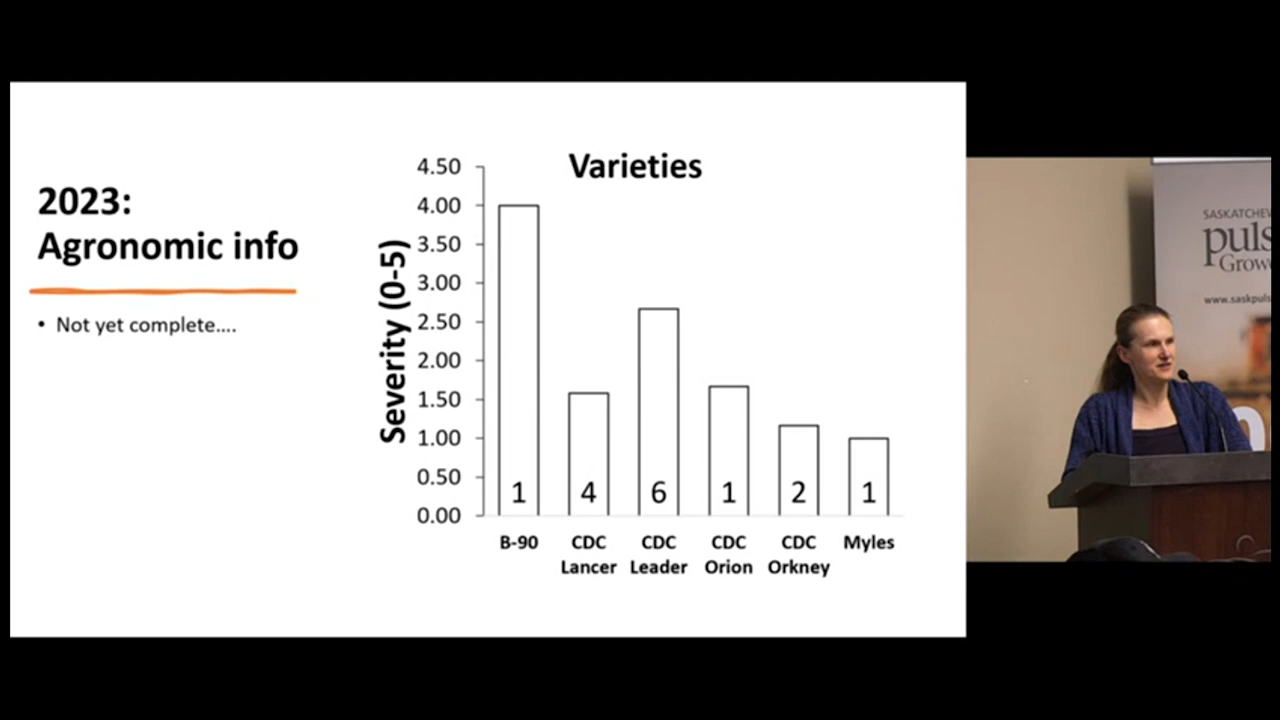 2023:
Agronomic info
• Not yet complete....
Varieties
Severity (0-5)
4.50
4.00
3.50
3.00
2.50
2.00
1.50
1.00
0.50
0.00
1
4
6
1
2
1
B-90
CDC
Lancer
CDC
Leader
CDC
Orion
CDC
Orkney
Myles
SASKATCHEW
puls
Grow
www.saskpuls